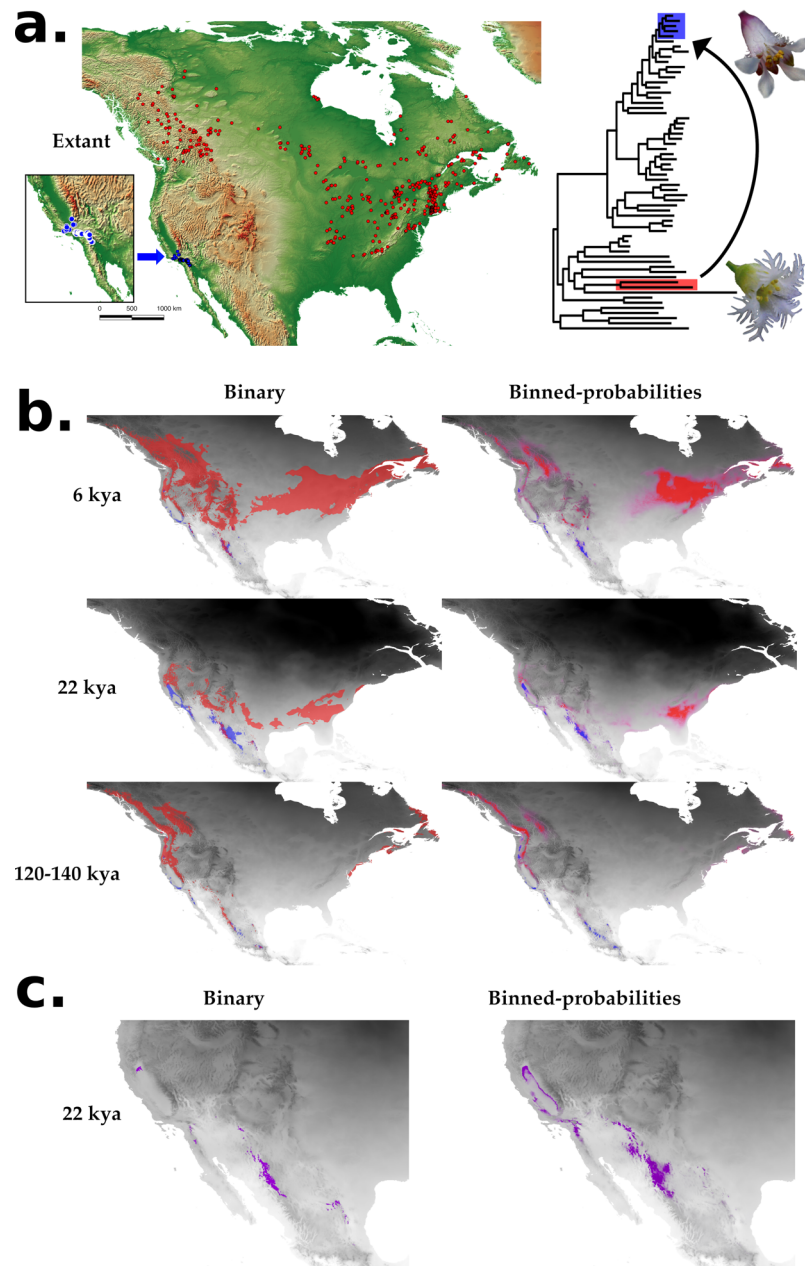 a.
Extant
0 500 1000 km
b.
Binary Binned-probabilities
6 kya
22 kya
120-140 kya
c.
Binary Binned-probabilities
22 kya